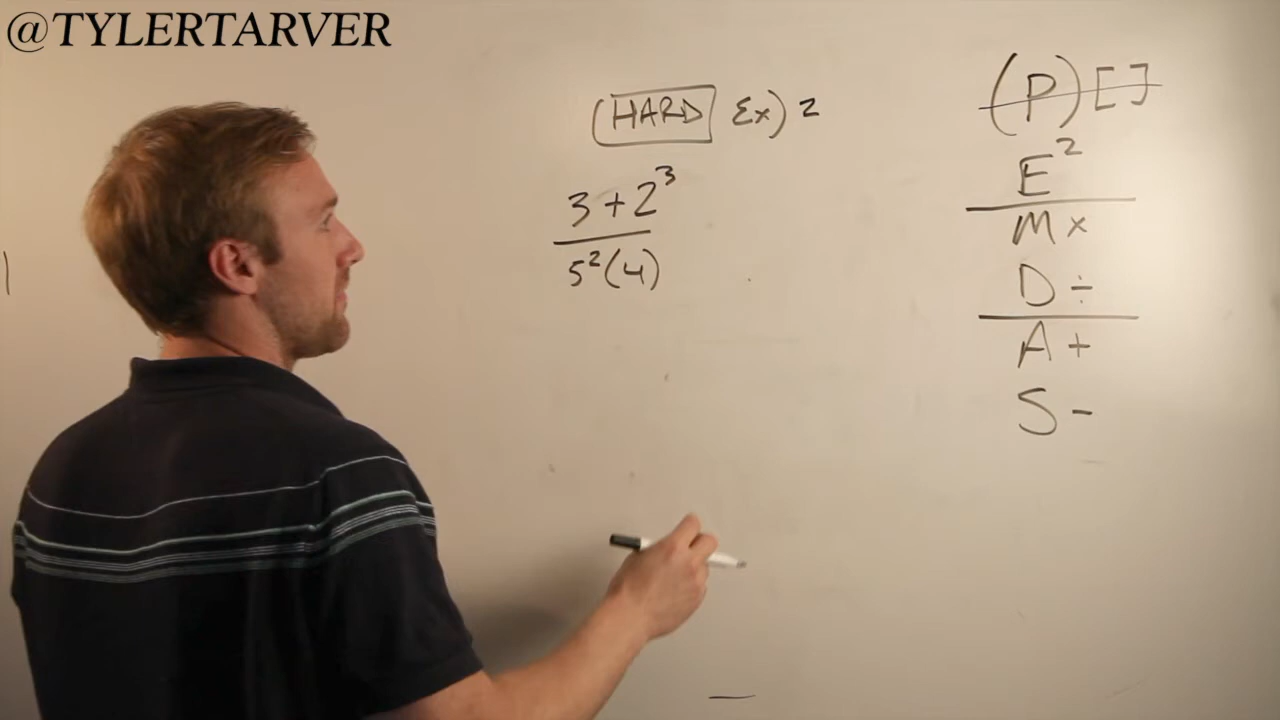 @TYLERTARVER
(HARD Ex) 2
3 + 2³
5²(4)
(P) [ ]
E²
M ×
D ÷
A +
S -